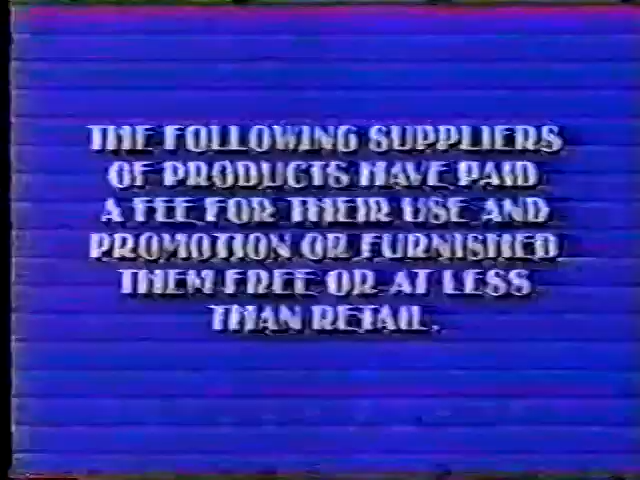 THE FOLLOWING SUPPLIERS
OF PRODUCTS HAVE PAID
A FEE FOR THEIR USE AND
PROMOTION OR FURNISHED
THEM FREE OR AT LESS
THAN RETAIL.